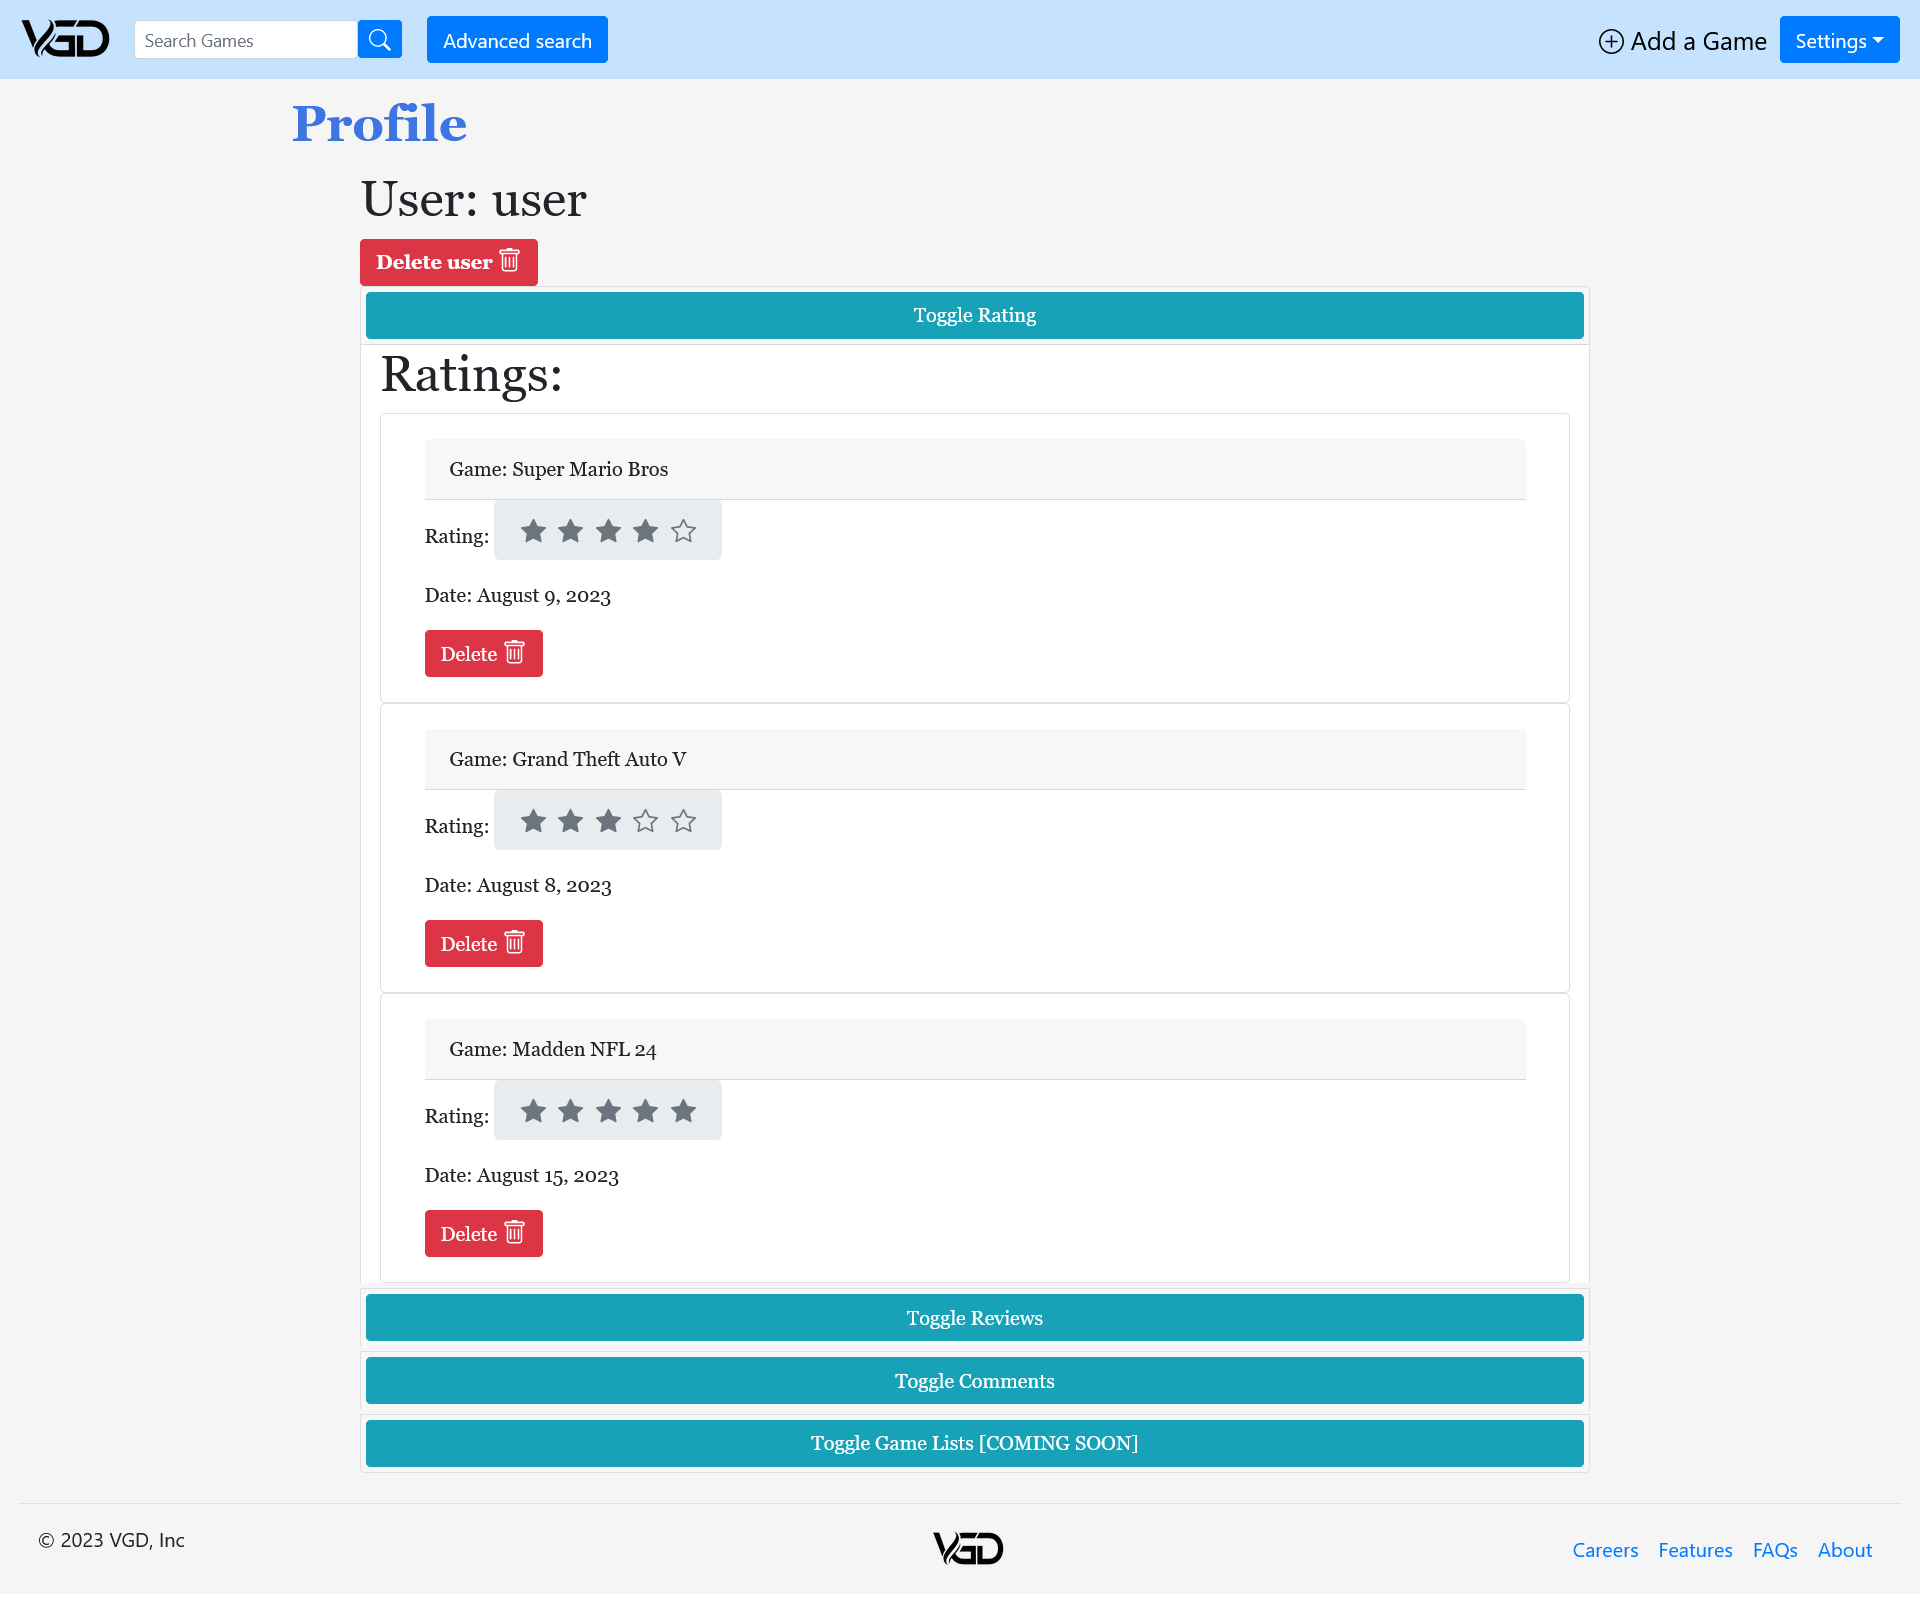 VGD
Search Games
Advanced search
Add a Game
Settings
Profile
User: user
Delete user
Toggle Rating
Ratings:
Game: Super Mario Bros
Rating:
Date: August 9, 2023
Delete
Game: Grand Theft Auto V
Rating:
Date: August 8, 2023
Delete
Game: Madden NFL 24
Rating:
Date: August 15, 2023
Delete
Toggle Reviews
Toggle Comments
Toggle Game Lists [COMING SOON]
© 2023 VGD, Inc
VGD
Careers
Features
FAQs
About